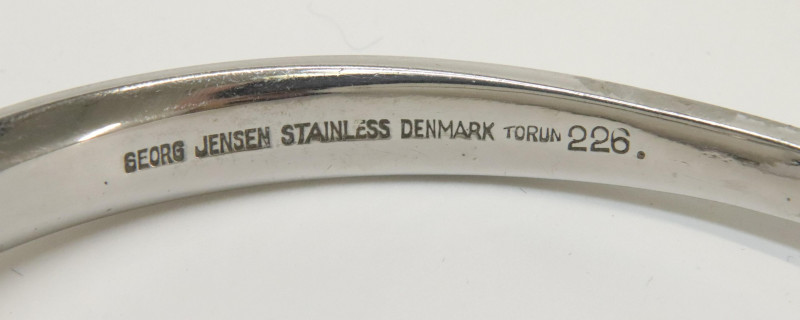 GEORG JENSEN STAINLESS DENMARK TORUN 226.